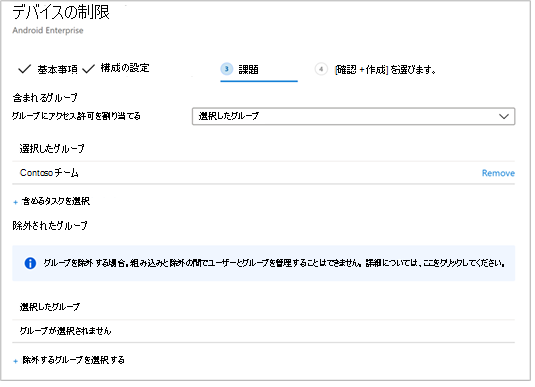 デバイスの制限
Android Enterprise
基本事項 構成の設定 3 課題 4 [確認 +作成] を選びます。
含まれるグループ
グループにアクセス許可を割り当てる 選択したグループ
選択したグループ
Contoso チーム Remove
+ 含めるタスクを選択
除外されたグループ
グループを除外する場合。組み込みと除外の間でユーザーとグループを管理することはできません。詳細については、ここをクリックしてください。
選択したグループ
グループが選択されません
+ 除外するグループを選択する